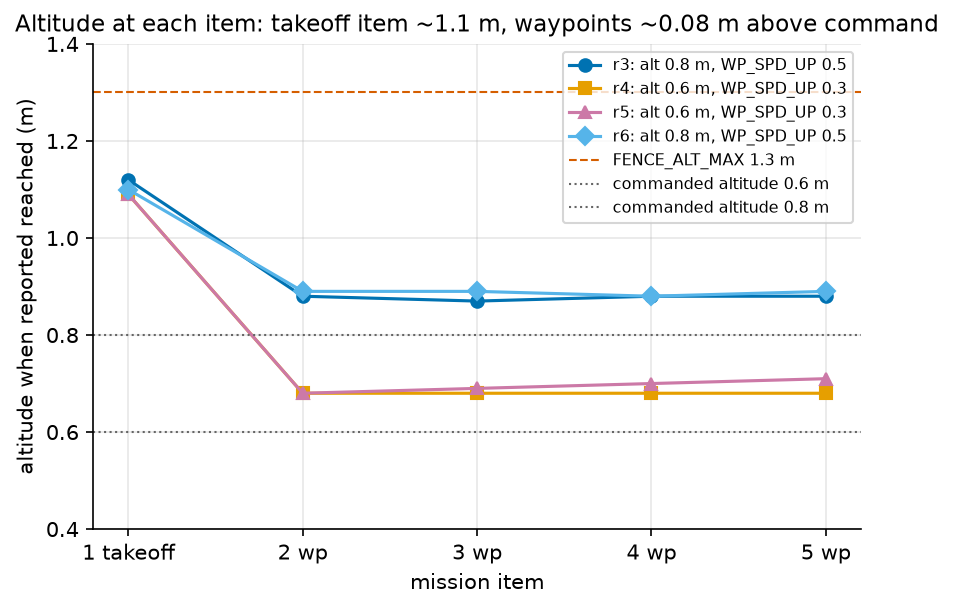 Altitude at each item: takeoff item ~1.1 m, waypoints ~0.08 m above command
altitude when reported reached (m)
1.4
1.2
1.0
0.8
0.6
0.4
r3: alt 0.8 m, WP_SPD_UP 0.5
r4: alt 0.6 m, WP_SPD_UP 0.3
r5: alt 0.6 m, WP_SPD_UP 0.3
r6: alt 0.8 m, WP_SPD_UP 0.5
FENCE_ALT_MAX 1.3 m
commanded altitude 0.6 m
commanded altitude 0.8 m
1 takeoff
2 wp
3 wp
4 wp
5 wp
mission item